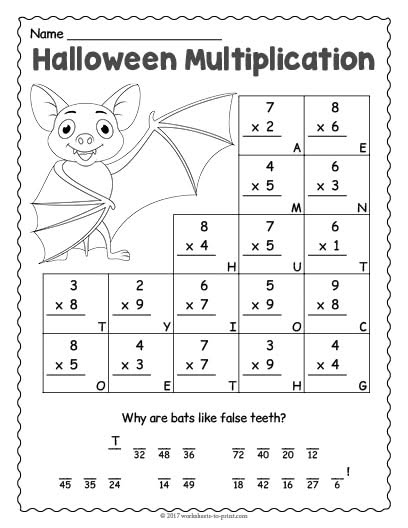 Name
Halloween Multiplication
7 8
x 2 x 6
A E
4 6
x 5 x 3
M N
8 7 6
x 4 x 5 x 1
H U T
3 2 6 5 9
x 8 x 9 x 7 x 9 x 8
T Y I O C
8 4 7 3 4
x 5 x 3 x 7 x 9 x 4
O E T H G
Why are bats like false teeth?
T
32 48 36 72 40 20 12
!
45 35 24 14 49 18 42 16 27 6
© 2017 worksheets-to-print.com